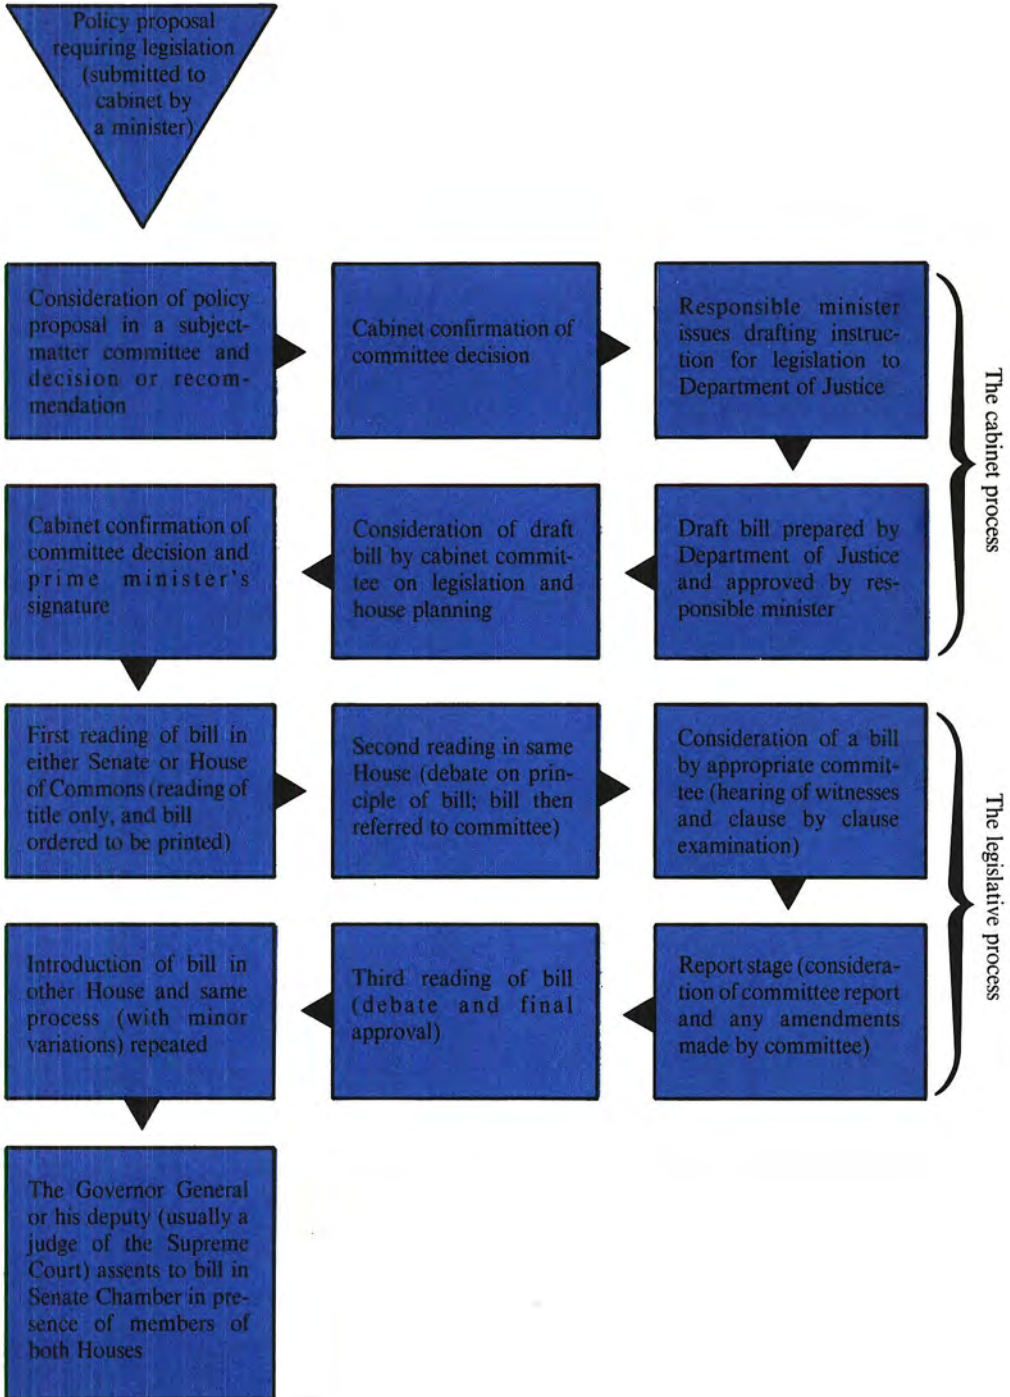 Policy proposal
requiring legislation
(submitted to
cabinet by
a minister)
Consideration of policy
proposal in a subject-
matter committee and
decision or recom-
mendation
Cabinet confirmation of
committee decision
Responsible minister
issues drafting instruc-
tion for legislation to
Department of Justice
The cabinet process
Draft bill prepared by
Department of Justice
and approved by res-
ponsible minister
Consideration of draft
bill by cabinet commit-
tee on legislation and
house planning
Cabinet confirmation of
committee decision and
prime minister's
signature
First reading of bill in
either Senate or House
of Commons (reading of
title only, and bill
ordered to be printed)
Second reading in same
House (debate on prin-
ciple of bill; bill then
referred to committee)
Consideration of a bill
by appropriate commit-
tee (hearing of witnesses
and clause by clause
examination)
The legislative process
Report stage (considera-
tion of committee report
and any amendments
made by committee)
Third reading of bill
(debate and final
approval)
Introduction of bill in
other House and same
process (with minor
variations) repeated
The Governor General
or his deputy (usually a
judge of the Supreme
Court) assents to bill in
Senate Chamber in pre-
sence of members of
both Houses